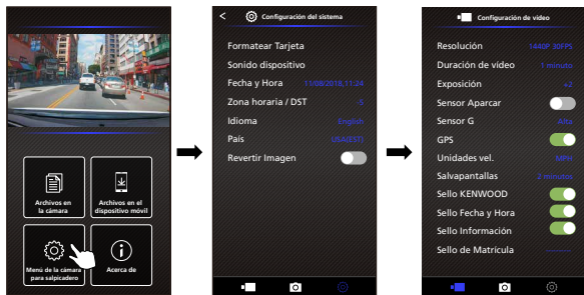 Archivos en
la cámara
Archivos en el
dispositivo móvil
Menú de la cámara
para salpicadero
Acerca de
Configuración del sistema
Formatear Tarjeta
Sonido dispositivo
Fecha y Hora 11/08/2018,11:24
Zona horaria / DST -5
Idioma English
País USA(EST)
Revertir Imagen
Configuración de vídeo
Resolución 1440P 30FPS
Duración de vídeo 1 minuto
Exposición +2
Sensor Aparcar
Sensor G Alta
GPS
Unidades vel. MPH
Salvapantallas 2 minutos
Sello KENWOOD
Sello Fecha y Hora
Sello Información
Sello de Matrícula